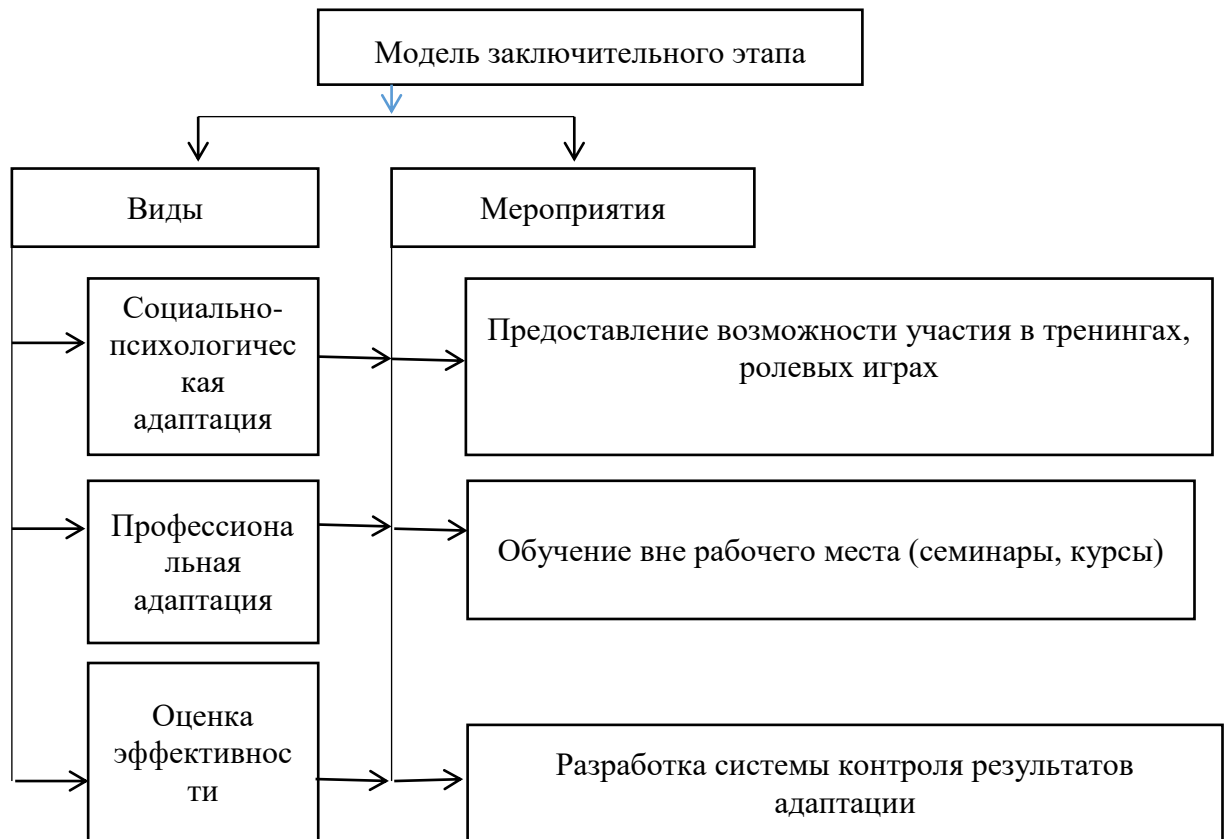 Модель заключительного этапа
Виды
Мероприятия
Социально-
психологичес
кая
адаптация
Предоставление возможности участия в тренингах,
ролевых играх
Профессиона
льная
адаптация
Обучение вне рабочего места (семинары, курсы)
Оценка
эффективнос
ти
Разработка системы контроля результатов
адаптации